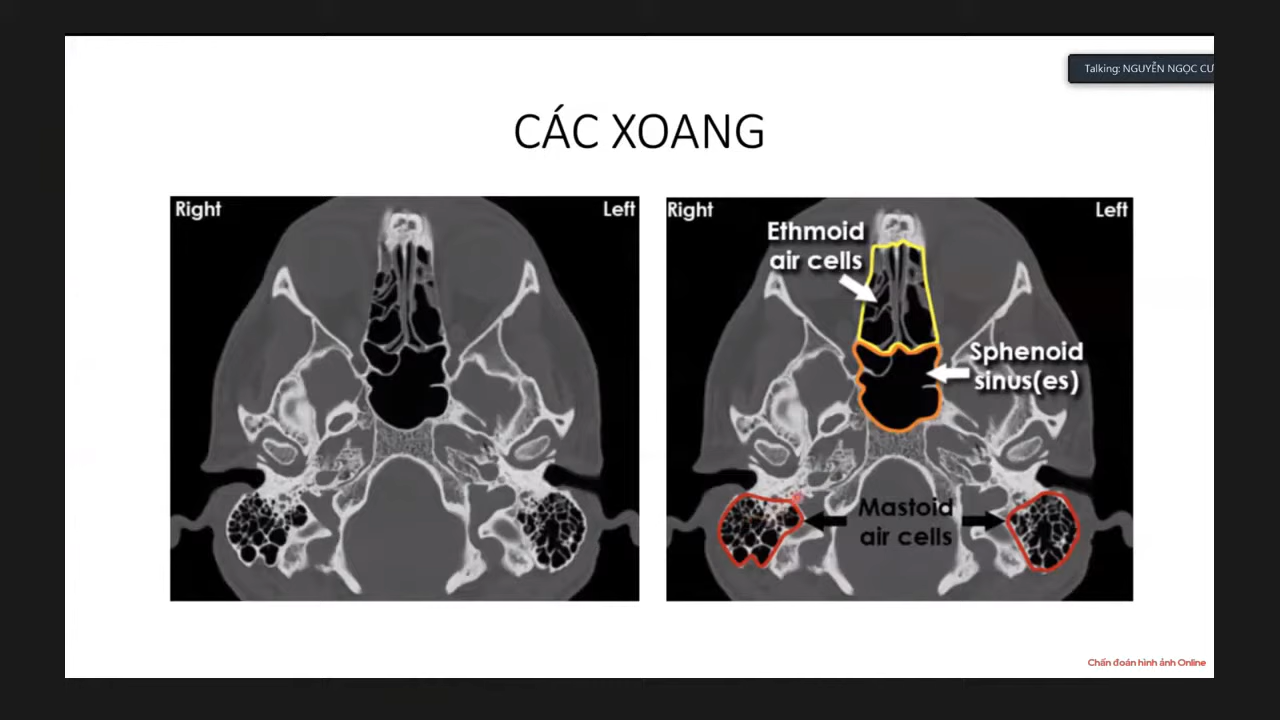 Talking: NGUYỄN NGỌC CƯ
CÁC XOANG
Right
Left
Right
Left
Ethmoid
air cells
Sphenoid
sinus(es)
Mastoid
air cells
Chẩn đoán hình ảnh Online